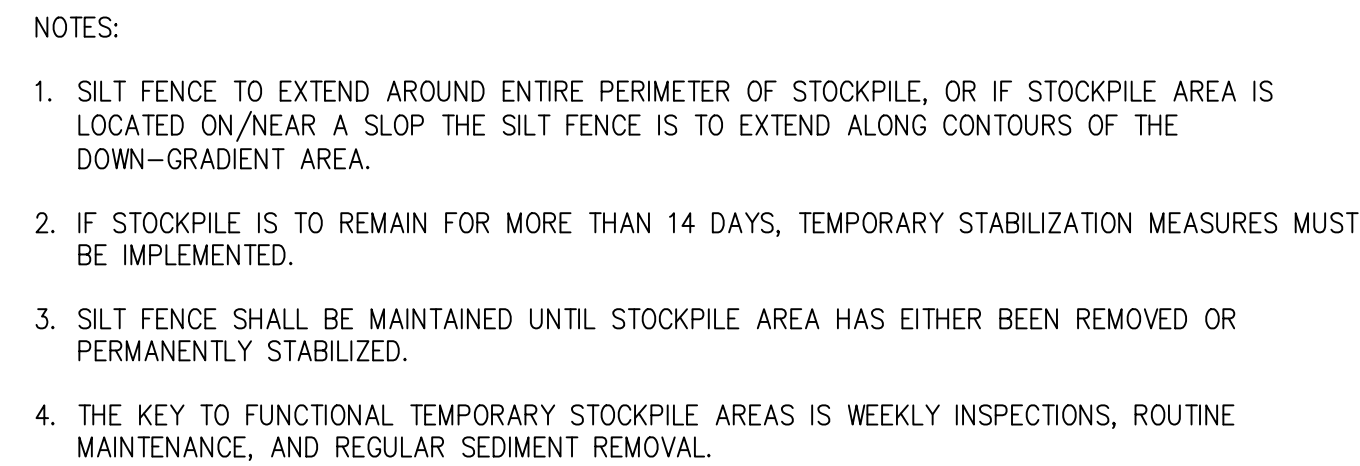 NOTES:
1. SILT FENCE TO EXTEND AROUND ENTIRE PERIMETER OF STOCKPILE, OR IF STOCKPILE AREA IS
LOCATED ON/NEAR A SLOP THE SILT FENCE IS TO EXTEND ALONG CONTOURS OF THE
DOWN-GRADIENT AREA.
2. IF STOCKPILE IS TO REMAIN FOR MORE THAN 14 DAYS, TEMPORARY STABILIZATION MEASURES MUST
BE IMPLEMENTED.
3. SILT FENCE SHALL BE MAINTAINED UNTIL STOCKPILE AREA HAS EITHER BEEN REMOVED OR
PERMANENTLY STABILIZED.
4. THE KEY TO FUNCTIONAL TEMPORARY STOCKPILE AREAS IS WEEKLY INSPECTIONS, ROUTINE
MAINTENANCE, AND REGULAR SEDIMENT REMOVAL.